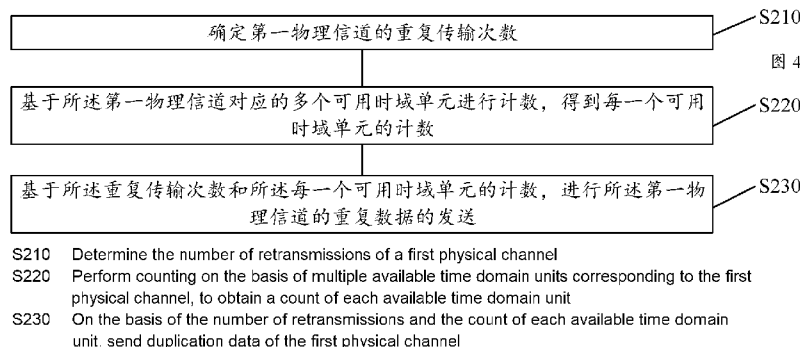 确定第一物理信道的重复传输次数
S210
图 4
基于所述第一物理信道对应的多个可用时域单元进行计数，得到每一个可用
时域单元的计数
S220
基于所述重复传输次数和所述每一个可用时域单元的计数，进行所述第一物
理信道的重复数据的发送
S230
S210 Determine the number of retransmissions of a first physical channel
S220 Perform counting on the basis of multiple available time domain units corresponding to the first
physical channel, to obtain a count of each available time domain unit
S230 On the basis of the number of retransmissions and the count of each available time domain
unit, send duplication data of the first physical channel